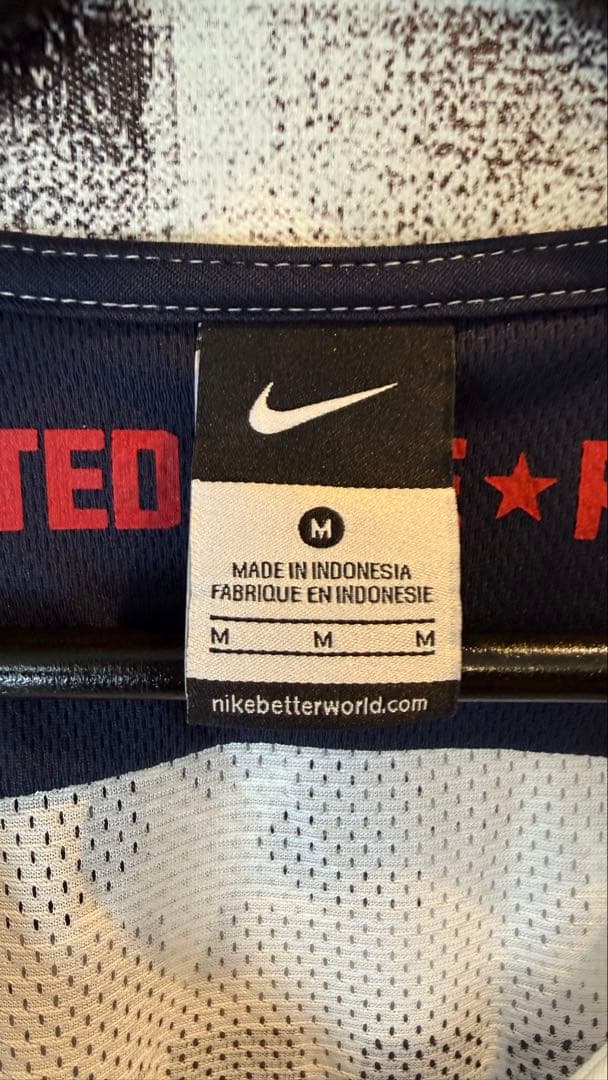 TED
M
MADE IN INDONESIA
FABRIQUE EN INDONESIE
M M M
nikebetterworld.com